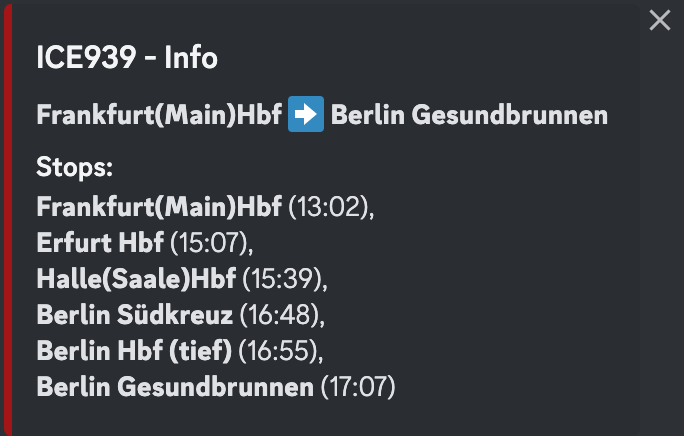 ICE939 - Info
Frankfurt(Main)Hbf ➡️ Berlin Gesundbrunnen
Stops:
Frankfurt(Main)Hbf (13:02),
Erfurt Hbf (15:07),
Halle(Saale)Hbf (15:39),
Berlin Südkreuz (16:48),
Berlin Hbf (tief) (16:55),
Berlin Gesundbrunnen (17:07)